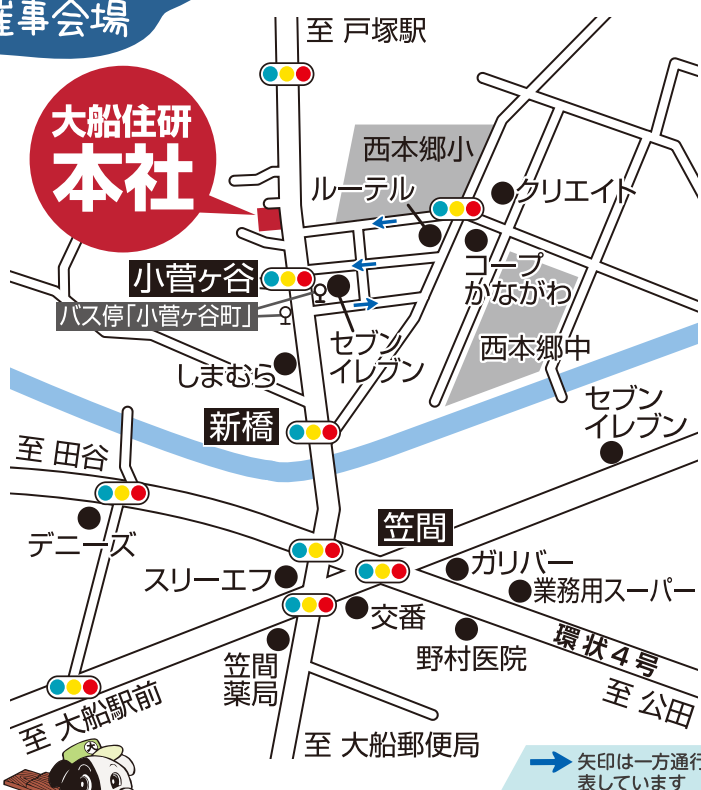 催事会場
至 戸塚駅
大船住研
本社
西本郷小
ルーテル
クリエイト
コープ
かながわ
小菅ヶ谷
バス停「小菅ヶ谷町」
セブン
イレブン
しまむら
西本郷中
セブン
イレブン
新橋
至 田谷
笠間
デニーズ
スリーエフ
ガリバー
業務用スーパー
交番
野村医院
環状4号
笠間
薬局
至 公田
至 大船駅前
至 大船郵便局
大
矢印は一方通行
表しています